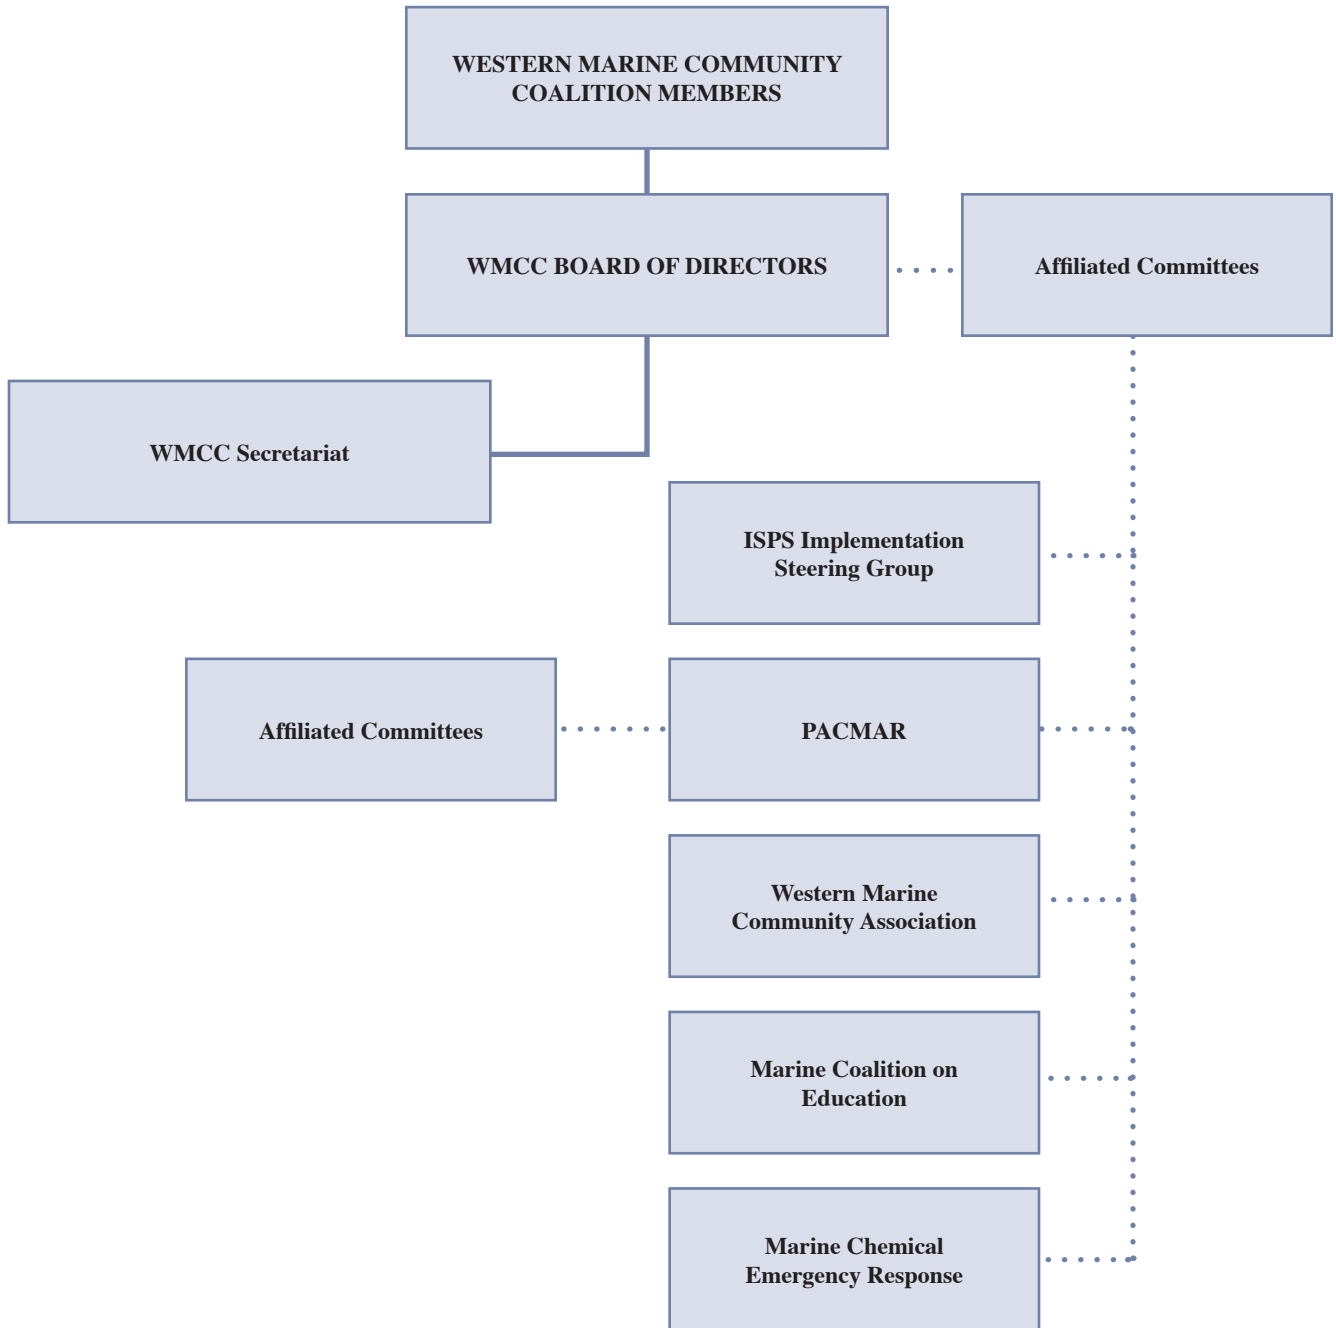 WESTERN MARINE COMMUNITY
COALITION MEMBERS
WMCC BOARD OF DIRECTORS
Affiliated Committees
WMCC Secretariat
ISPS Implementation
Steering Group
Affiliated Committees
PACMAR
Western Marine
Community Association
Marine Coalition on
Education
Marine Chemical
Emergency Response